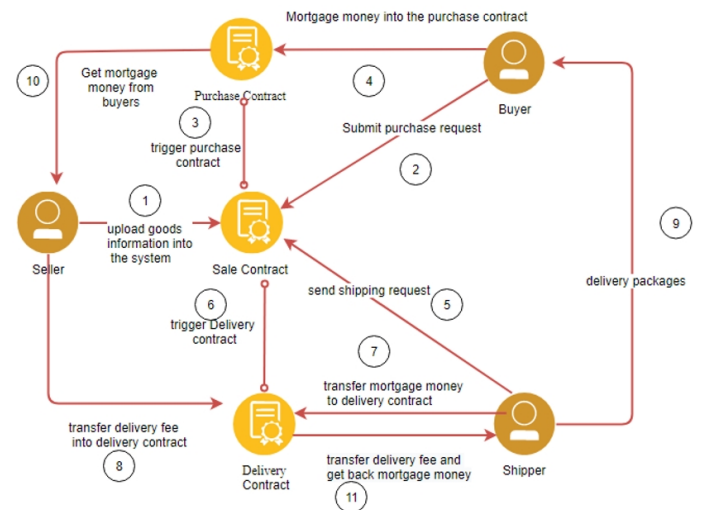 Mortgage money into the purchase contract
10
Get mortgage
money from
buyers
4
Purchase Contract
Buyer
3
trigger purchase
contract
Submit purchase request
2
1
upload goods
information into
the system
9
Seller
Sale Contract
send shipping request
5
delivery packages
6
trigger Delivery
contract
7
transfer mortgage money
to delivery contract
transfer delivery fee
into delivery contract
8
Delivery
Contract
transfer delivery fee and
get back mortgage money
Shipper
11